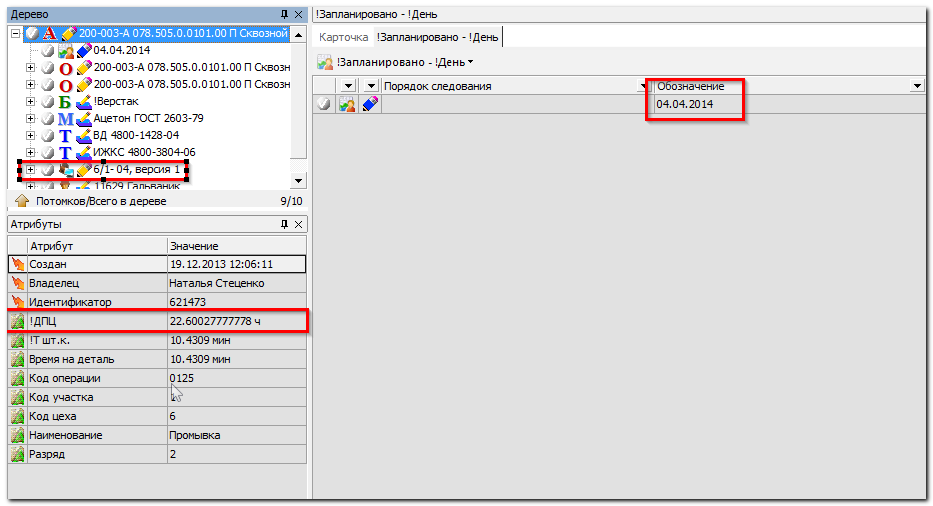 Дерево
А 200-003-А 078.505.0.0101.00 П Сквозной
04.04.2014
О 200-003-А 078.505.0.0101.00 П Сквозн
О 200-003-А 078.505.0.0101.00 П Сквозн
Б !Верстак
М Ацетон ГОСТ 2603-79
Т ВД 4800-1428-04
Т ИЖКС 4800-3804-06
6/1- 04, версия 1
11629 Гальваник
Потомков/Всего в дереве 9/10
Атрибуты
Атрибут Значение
Создан 19.12.2013 12:06:11
Владелец Наталья Стеценко
Идентификатор 621473
!ДПЦ 22.60027777778 ч
!Т шт.к. 10.4309 мин
Время на деталь 10.4309 мин
Код операции 0125
Код участка
Код цеха 6
Наименование Промывка
Разряд 2
!Запланировано - !День
Карточка !Запланировано - !День
!Запланировано - !День
Порядок следования Обозначение
04.04.2014